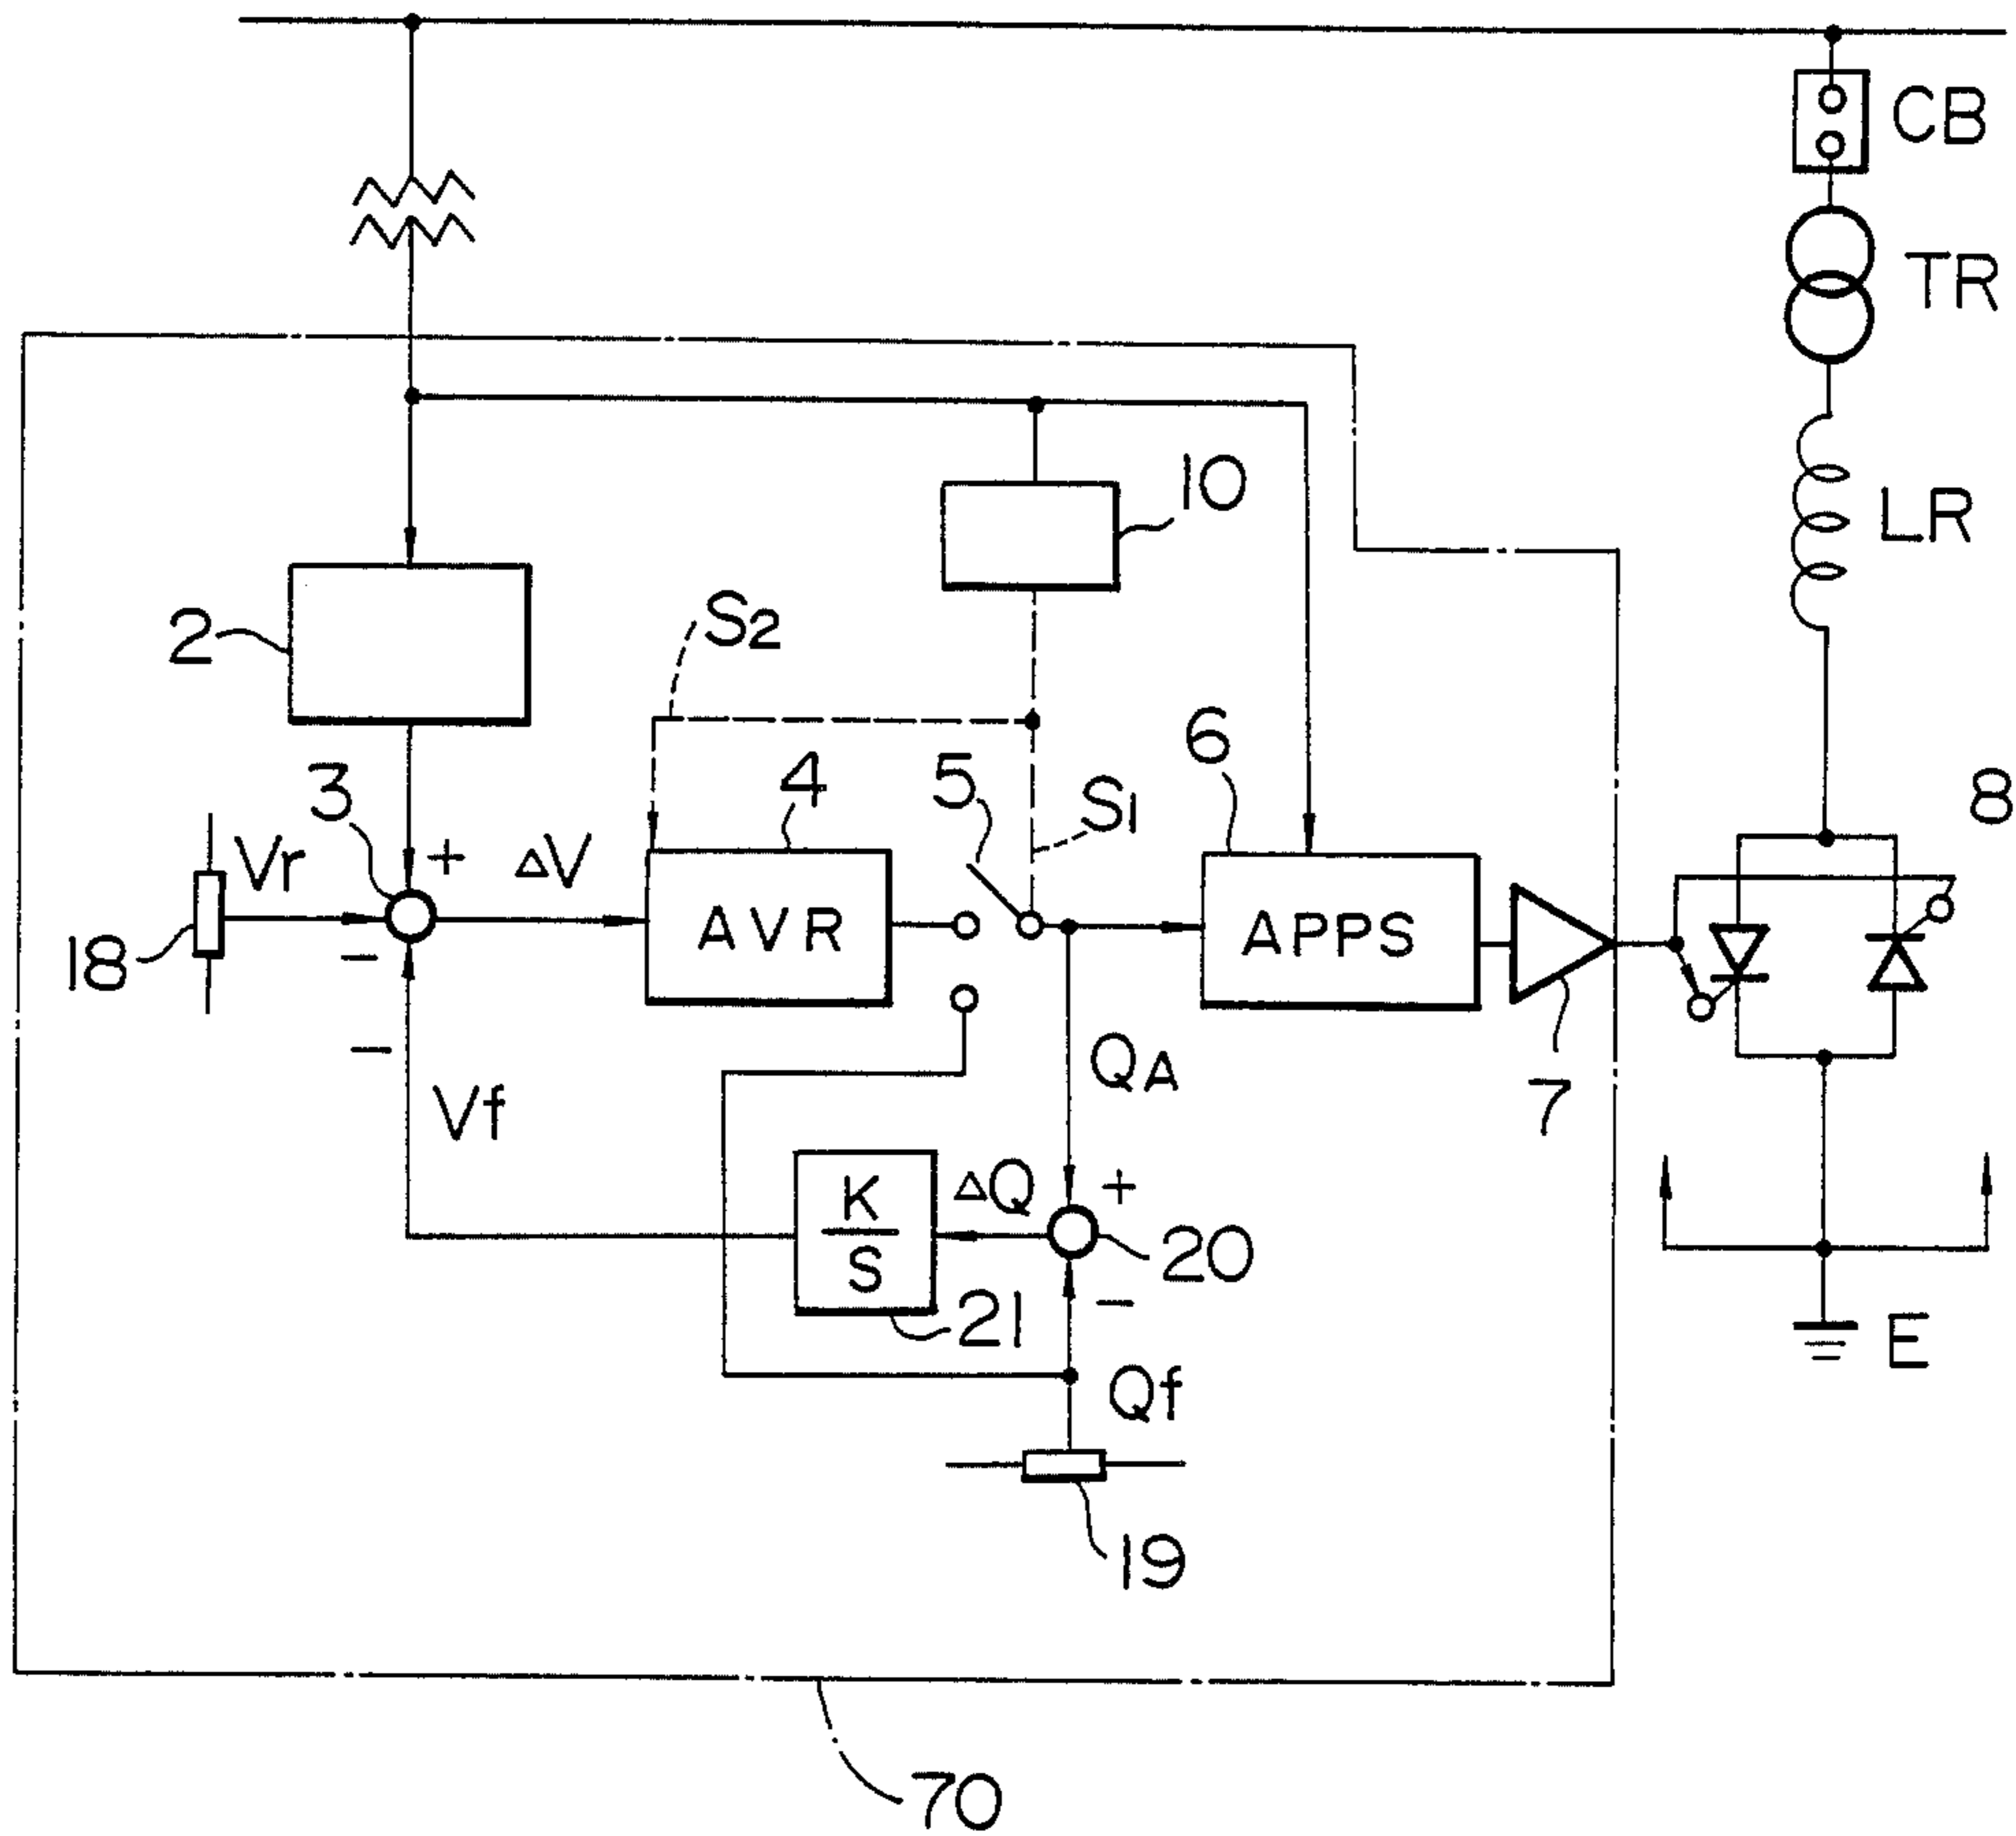 CB
TR
10
LR
S2
2
6
8
3
4
5
S1
Vr
+
ΔV
AVR
APPS
18
−
−
QA
7
Vf
K
S
ΔQ
+
20
−
21
Qf
E
19
70